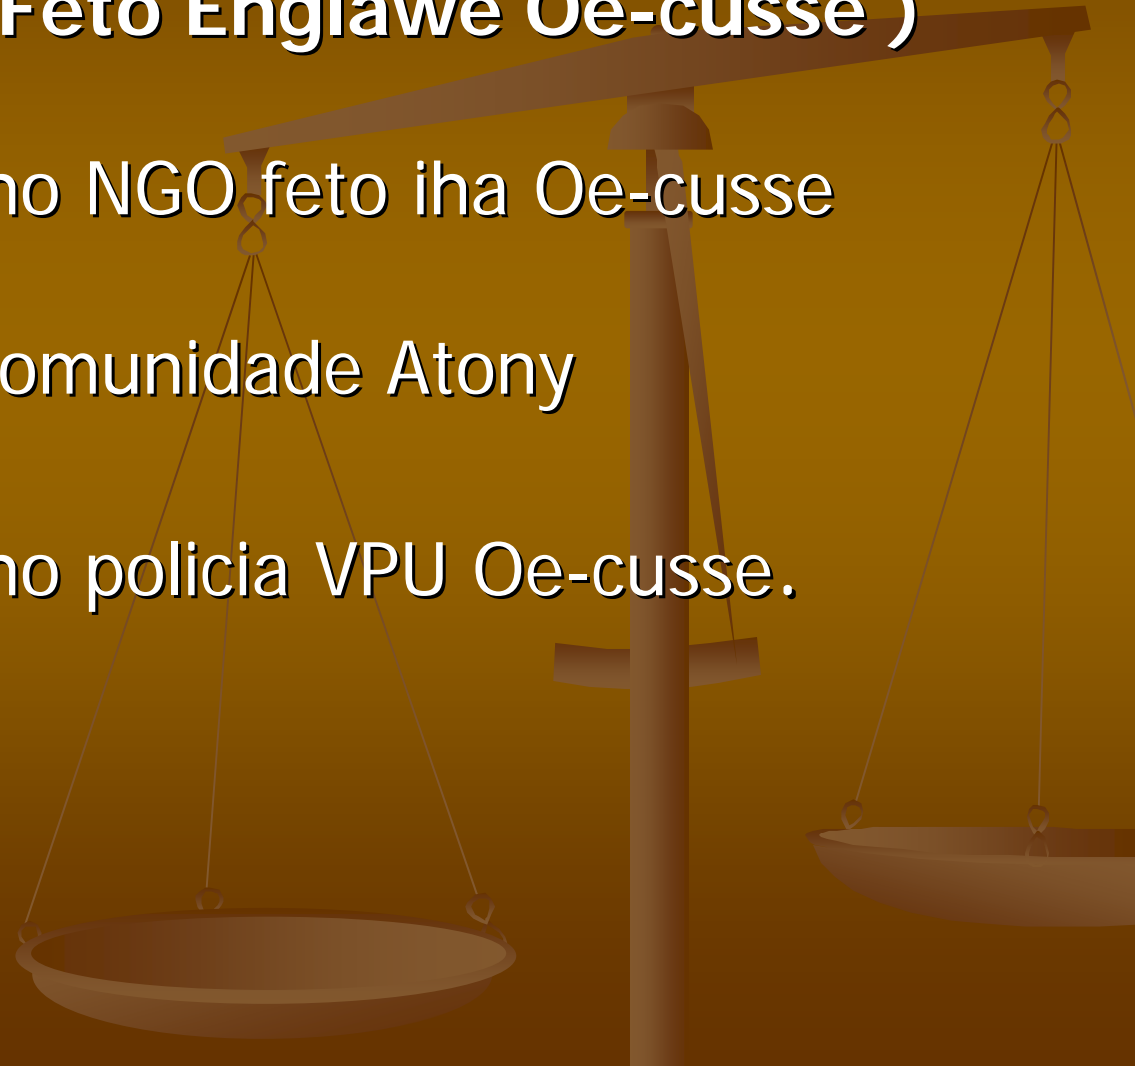 Feto Englawe Oe-cusse )
no NGO feto iha Oe-cusse
omunidade Atony
no policia VPU Oe-cusse.